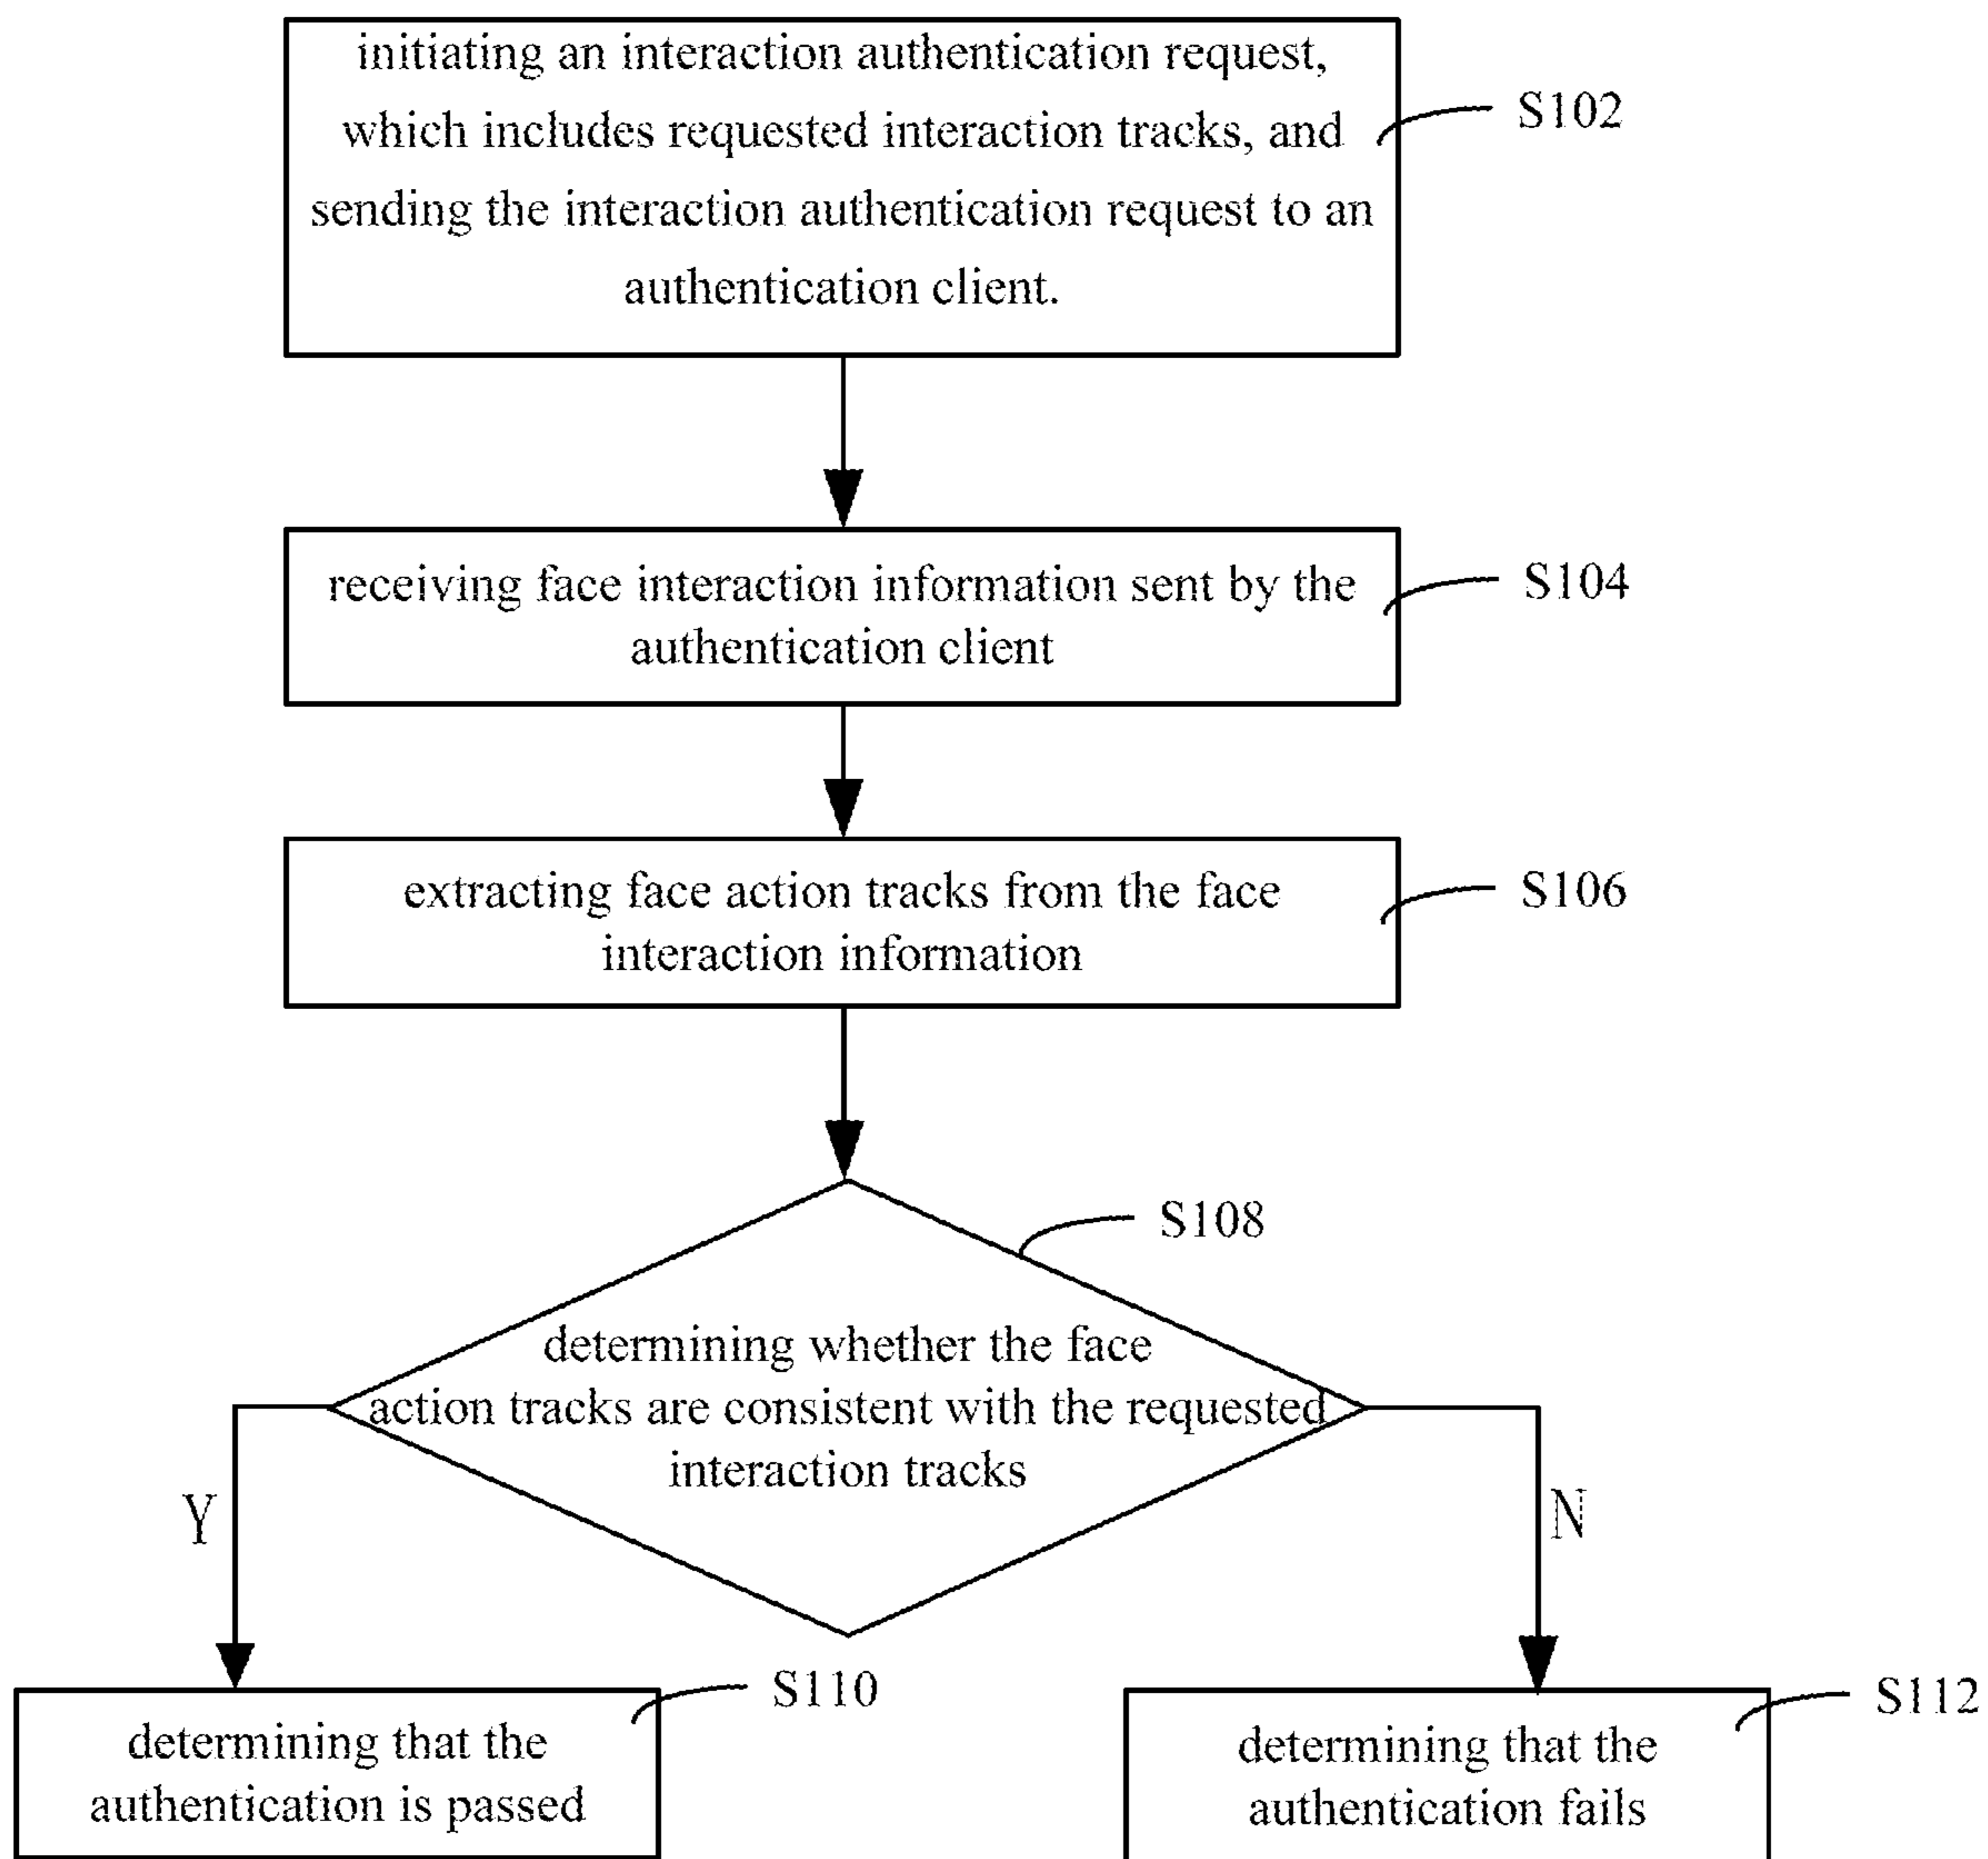 initiating an interaction authentication request,
which includes requested interaction tracks, and
sending the interaction authentication request to an
authentication client.
S102
receiving face interaction information sent by the
authentication client
S104
extracting face action tracks from the face
interaction information
S106
S108
determining whether the face
action tracks are consistent with the requested
interaction tracks
Y
N
S110
determining that the
authentication is passed
S112
determining that the
authentication fails